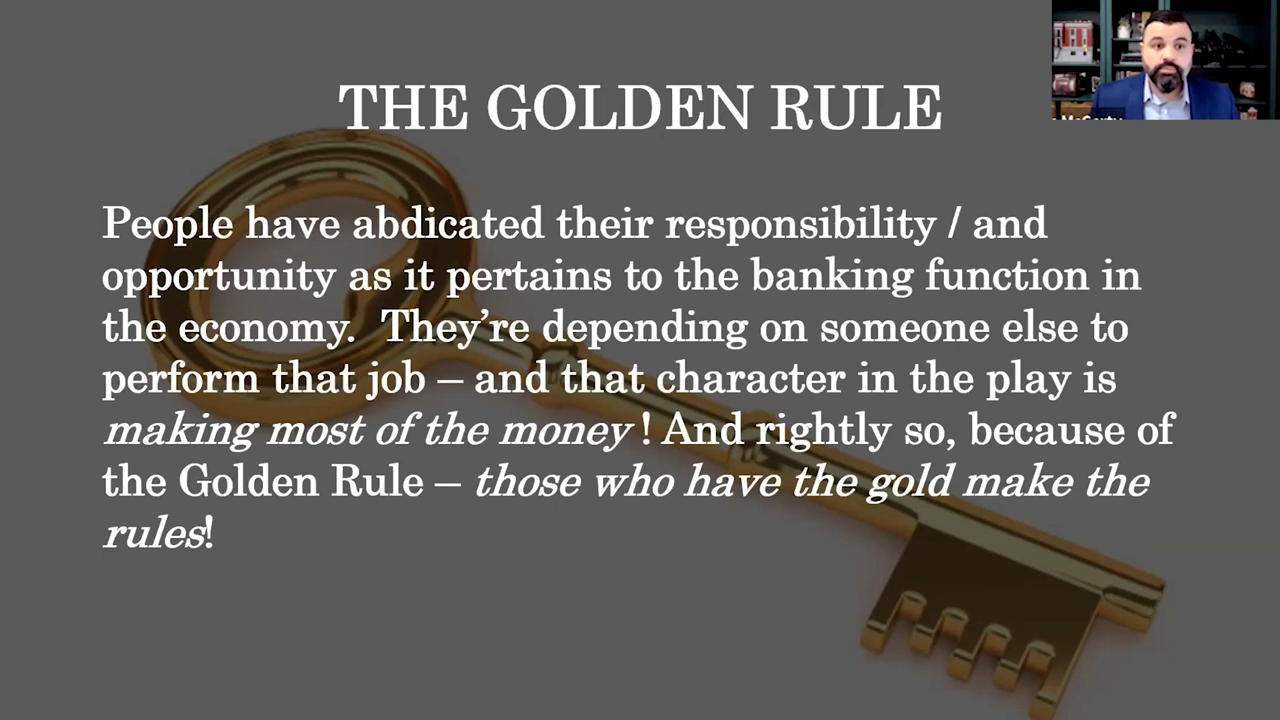 THE GOLDEN RULE
People have abdicated their responsibility / and
opportunity as it pertains to the banking function in
the economy.  They’re depending on someone else to
perform that job – and that character in the play is
making most of the money ! And rightly so, because of
the Golden Rule – those who have the gold make the
rules!